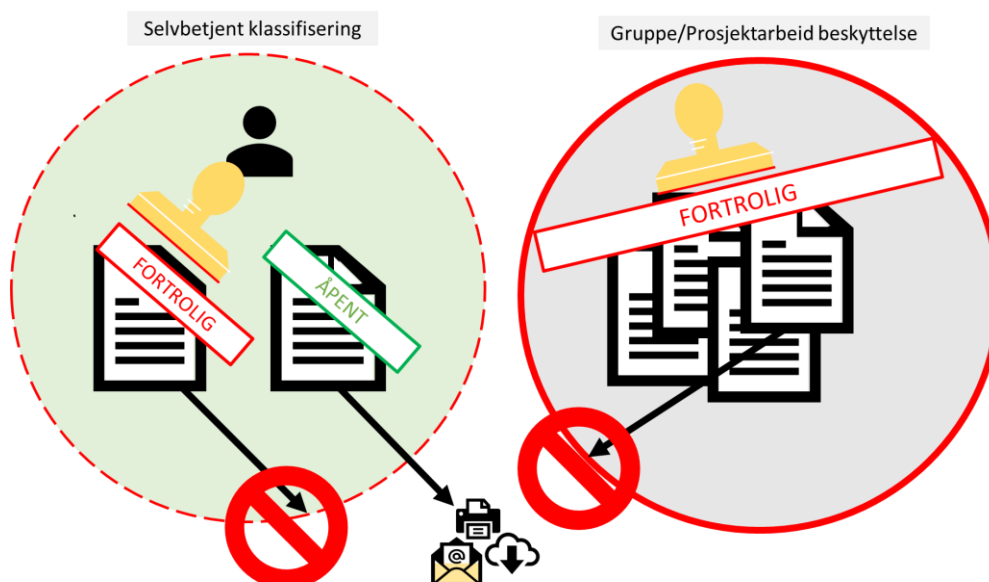 Selvbetjent klassifisering
Gruppe/Prosjektarbeid beskyttelse
FORTROLIG
ÅPENT
FORTROLIG
@